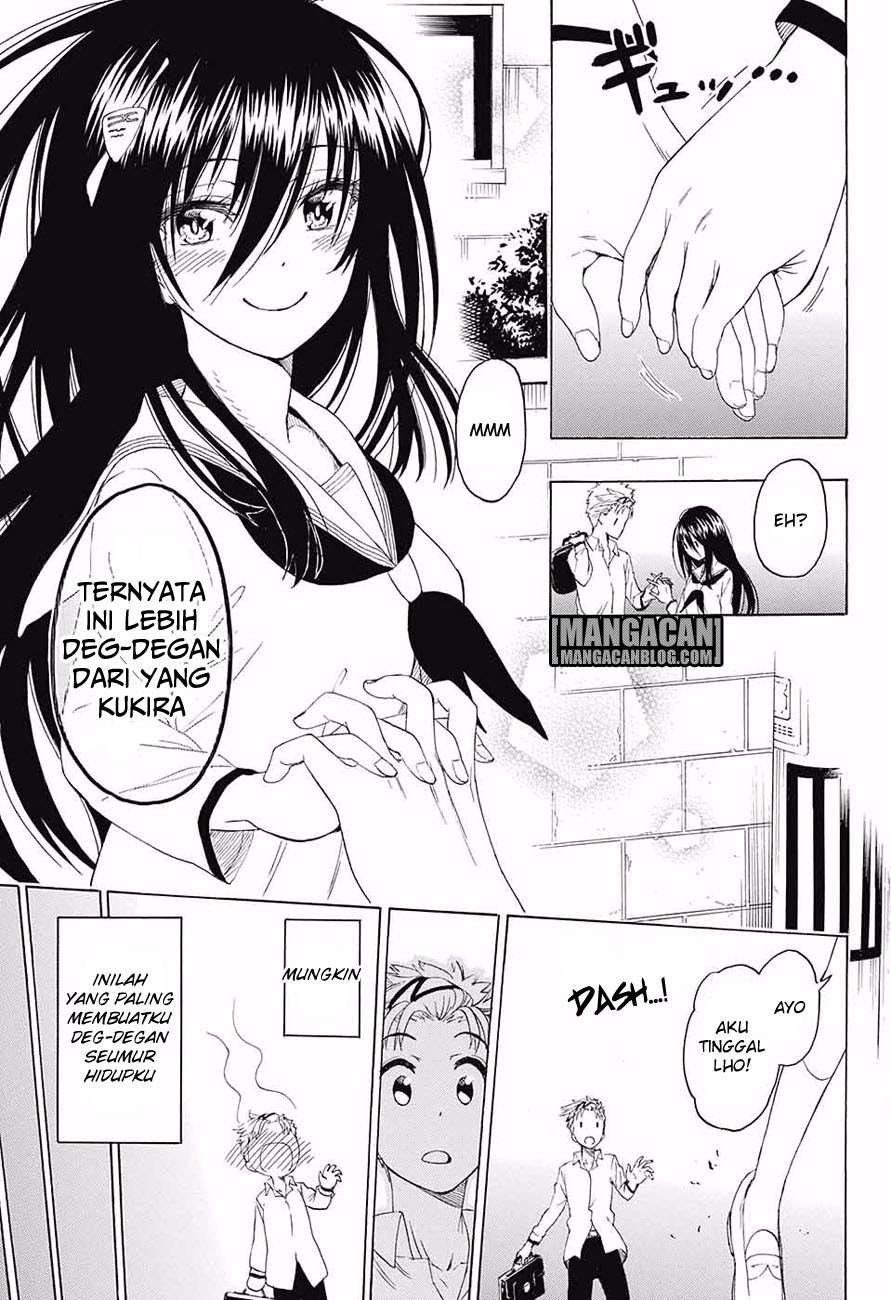 ギュッ…
EH?
MMM
TERNYATA
INI LEBIH
DEG-DEGAN
DARI YANG
KUKIRA
[MANGACAN]
MANGACANBLOG.COM
AYO
AKU
TINGGAL
LHO!
DASH...!
MUNGKIN
INILAH
YANG PALING
MEMBUATKU
DEG-DEGAN
SEUMUR
HIDUPKU